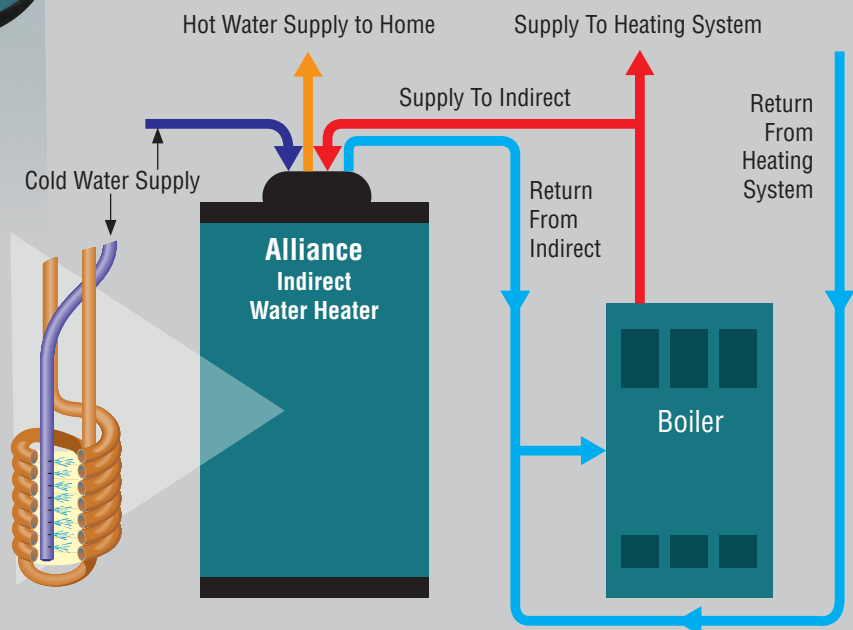 Hot Water Supply to Home
Supply To Heating System
Supply To Indirect
Return
From
Heating
System
Cold Water Supply
Return
From
Indirect
Alliance
Indirect
Water Heater
Boiler